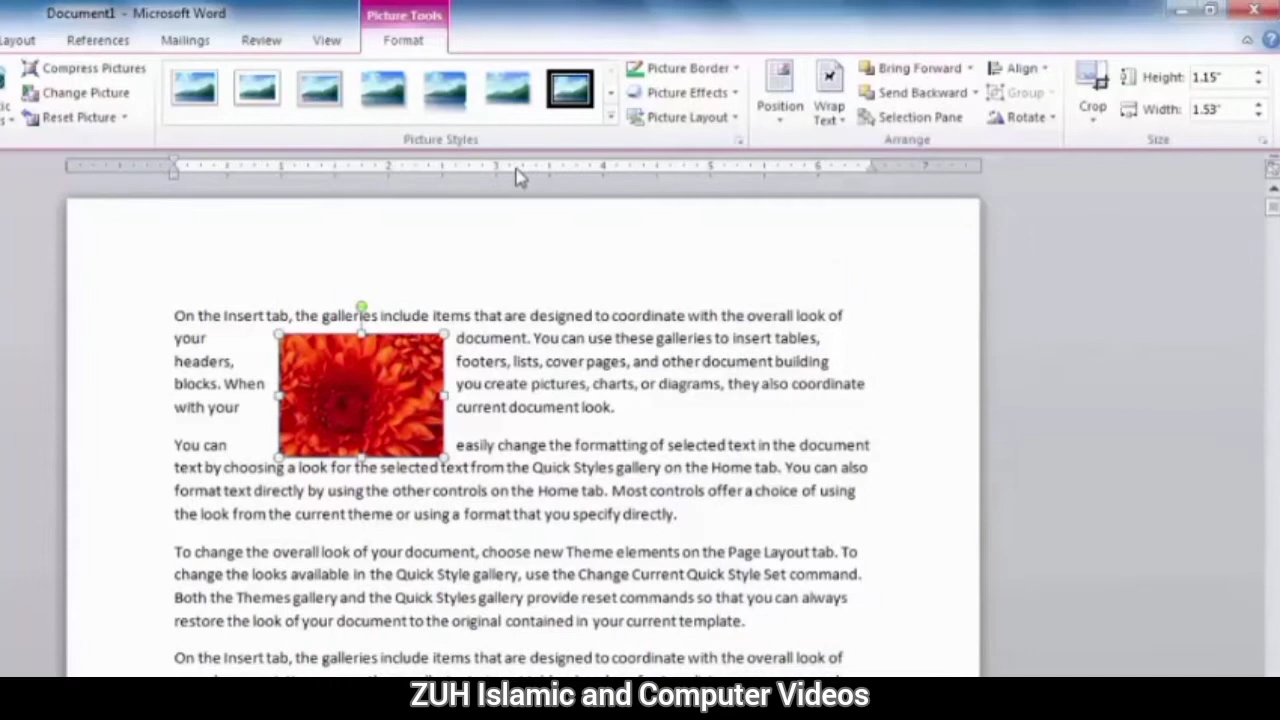 Document1 - Microsoft Word
Picture Tools
ayout References Mailings Review View Format
Compress Pictures
Change Picture
Reset Picture
Picture Styles
Picture Border
Picture Effects
Picture Layout
Position
Wrap
Text
Bring Forward
Send Backward
Selection Pane
Align
Group
Rotate
Arrange
Crop
Height: 1.15"
Width: 1.53"
Size
1 2 3 4 5 6 7
On the Insert tab, the galleries include items that are designed to coordinate with the overall look of
your document. You can use these galleries to insert tables,
headers, footers, lists, cover pages, and other document building
blocks. When you create pictures, charts, or diagrams, they also coordinate
with your current document look.
You can easily change the formatting of selected text in the document
text by choosing a look for the selected text from the Quick Styles gallery on the Home tab. You can also
format text directly by using the other controls on the Home tab. Most controls offer a choice of using
the look from the current theme or using a format that you specify directly.
To change the overall look of your document, choose new Theme elements on the Page Layout tab. To
change the looks available in the Quick Style gallery, use the Change Current Quick Style Set command.
Both the Themes gallery and the Quick Styles gallery provide reset commands so that you can always
restore the look of your document to the original contained in your current template.
On the Insert tab, the galleries include items that are designed to coordinate with the overall look of
ZUH Islamic and Computer Videos